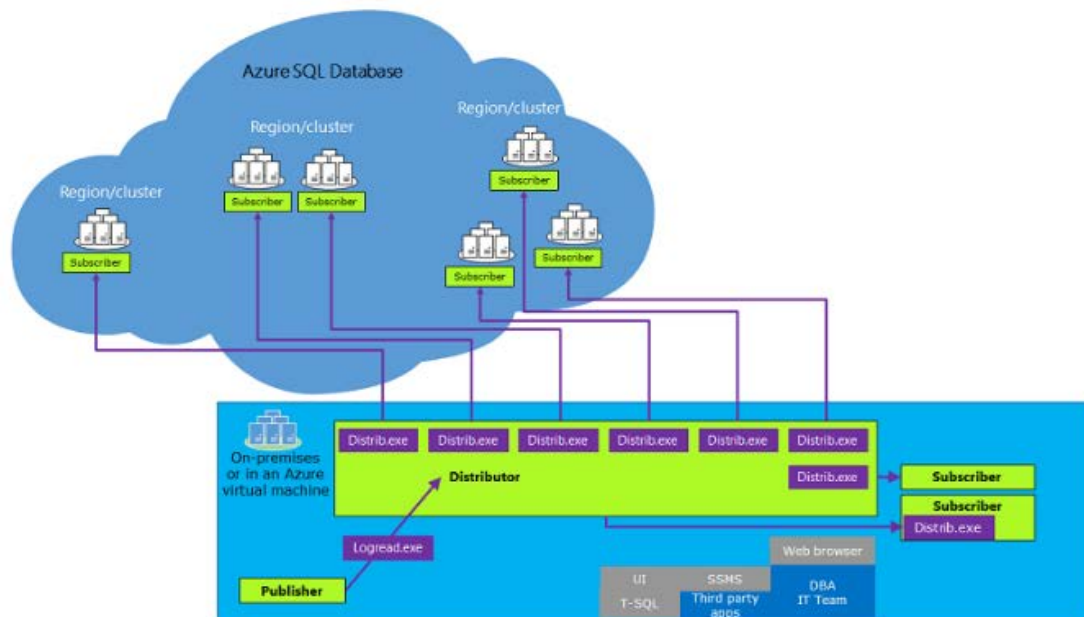 Azure SQL Database
Region/cluster
Region/cluster
Region/cluster
Subscriber
Subscriber
Subscriber
Subscriber
Subscriber
Subscriber
On-premises
or in an Azure
virtual machine
Distrib.exe
Distrib.exe
Distrib.exe
Distrib.exe
Distrib.exe
Distrib.exe
Distributor
Distrib.exe
Subscriber
Subscriber
Distrib.exe
Logread.exe
Publisher
Web browser
UI
T-SQL
SSMS
Third party
apps
DBA
IT Team